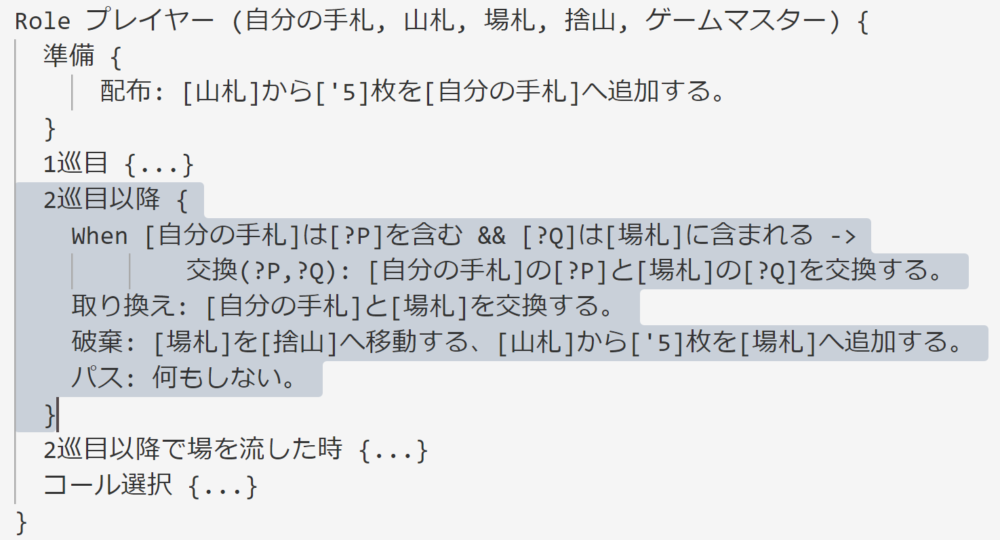 Role プレイヤー (自分の手札, 山札, 場札, 捨山, ゲームマスター) {
準備 {
配布: [山札]から['5]枚を[自分の手札]へ追加する。
}
1巡目 {...}
2巡目以降 {
When [自分の手札]は[?P]を含む && [?Q]は[場札]に含まれる ->
交換(?P,?Q): [自分の手札]の[?P]と[場札]の[?Q]を交換する。
取り換え: [自分の手札]と[場札]を交換する。
破棄: [場札]を[捨山]へ移動する、[山札]から['5]枚を[場札]へ追加する。
パス: 何もしない。
}
2巡目以降で場を流した時 {...}
コール選択 {...}
}